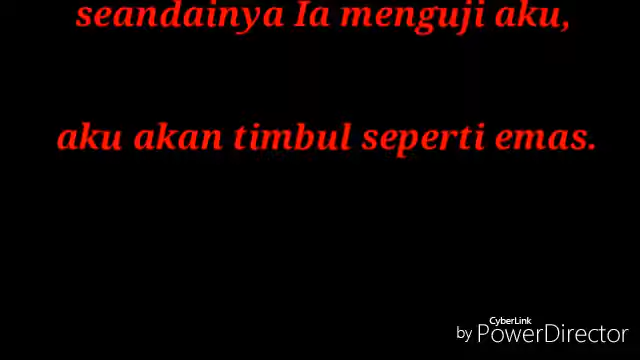 seandainya Ia menguji aku,
aku akan timbul seperti emas.
CyberLink
by PowerDirector